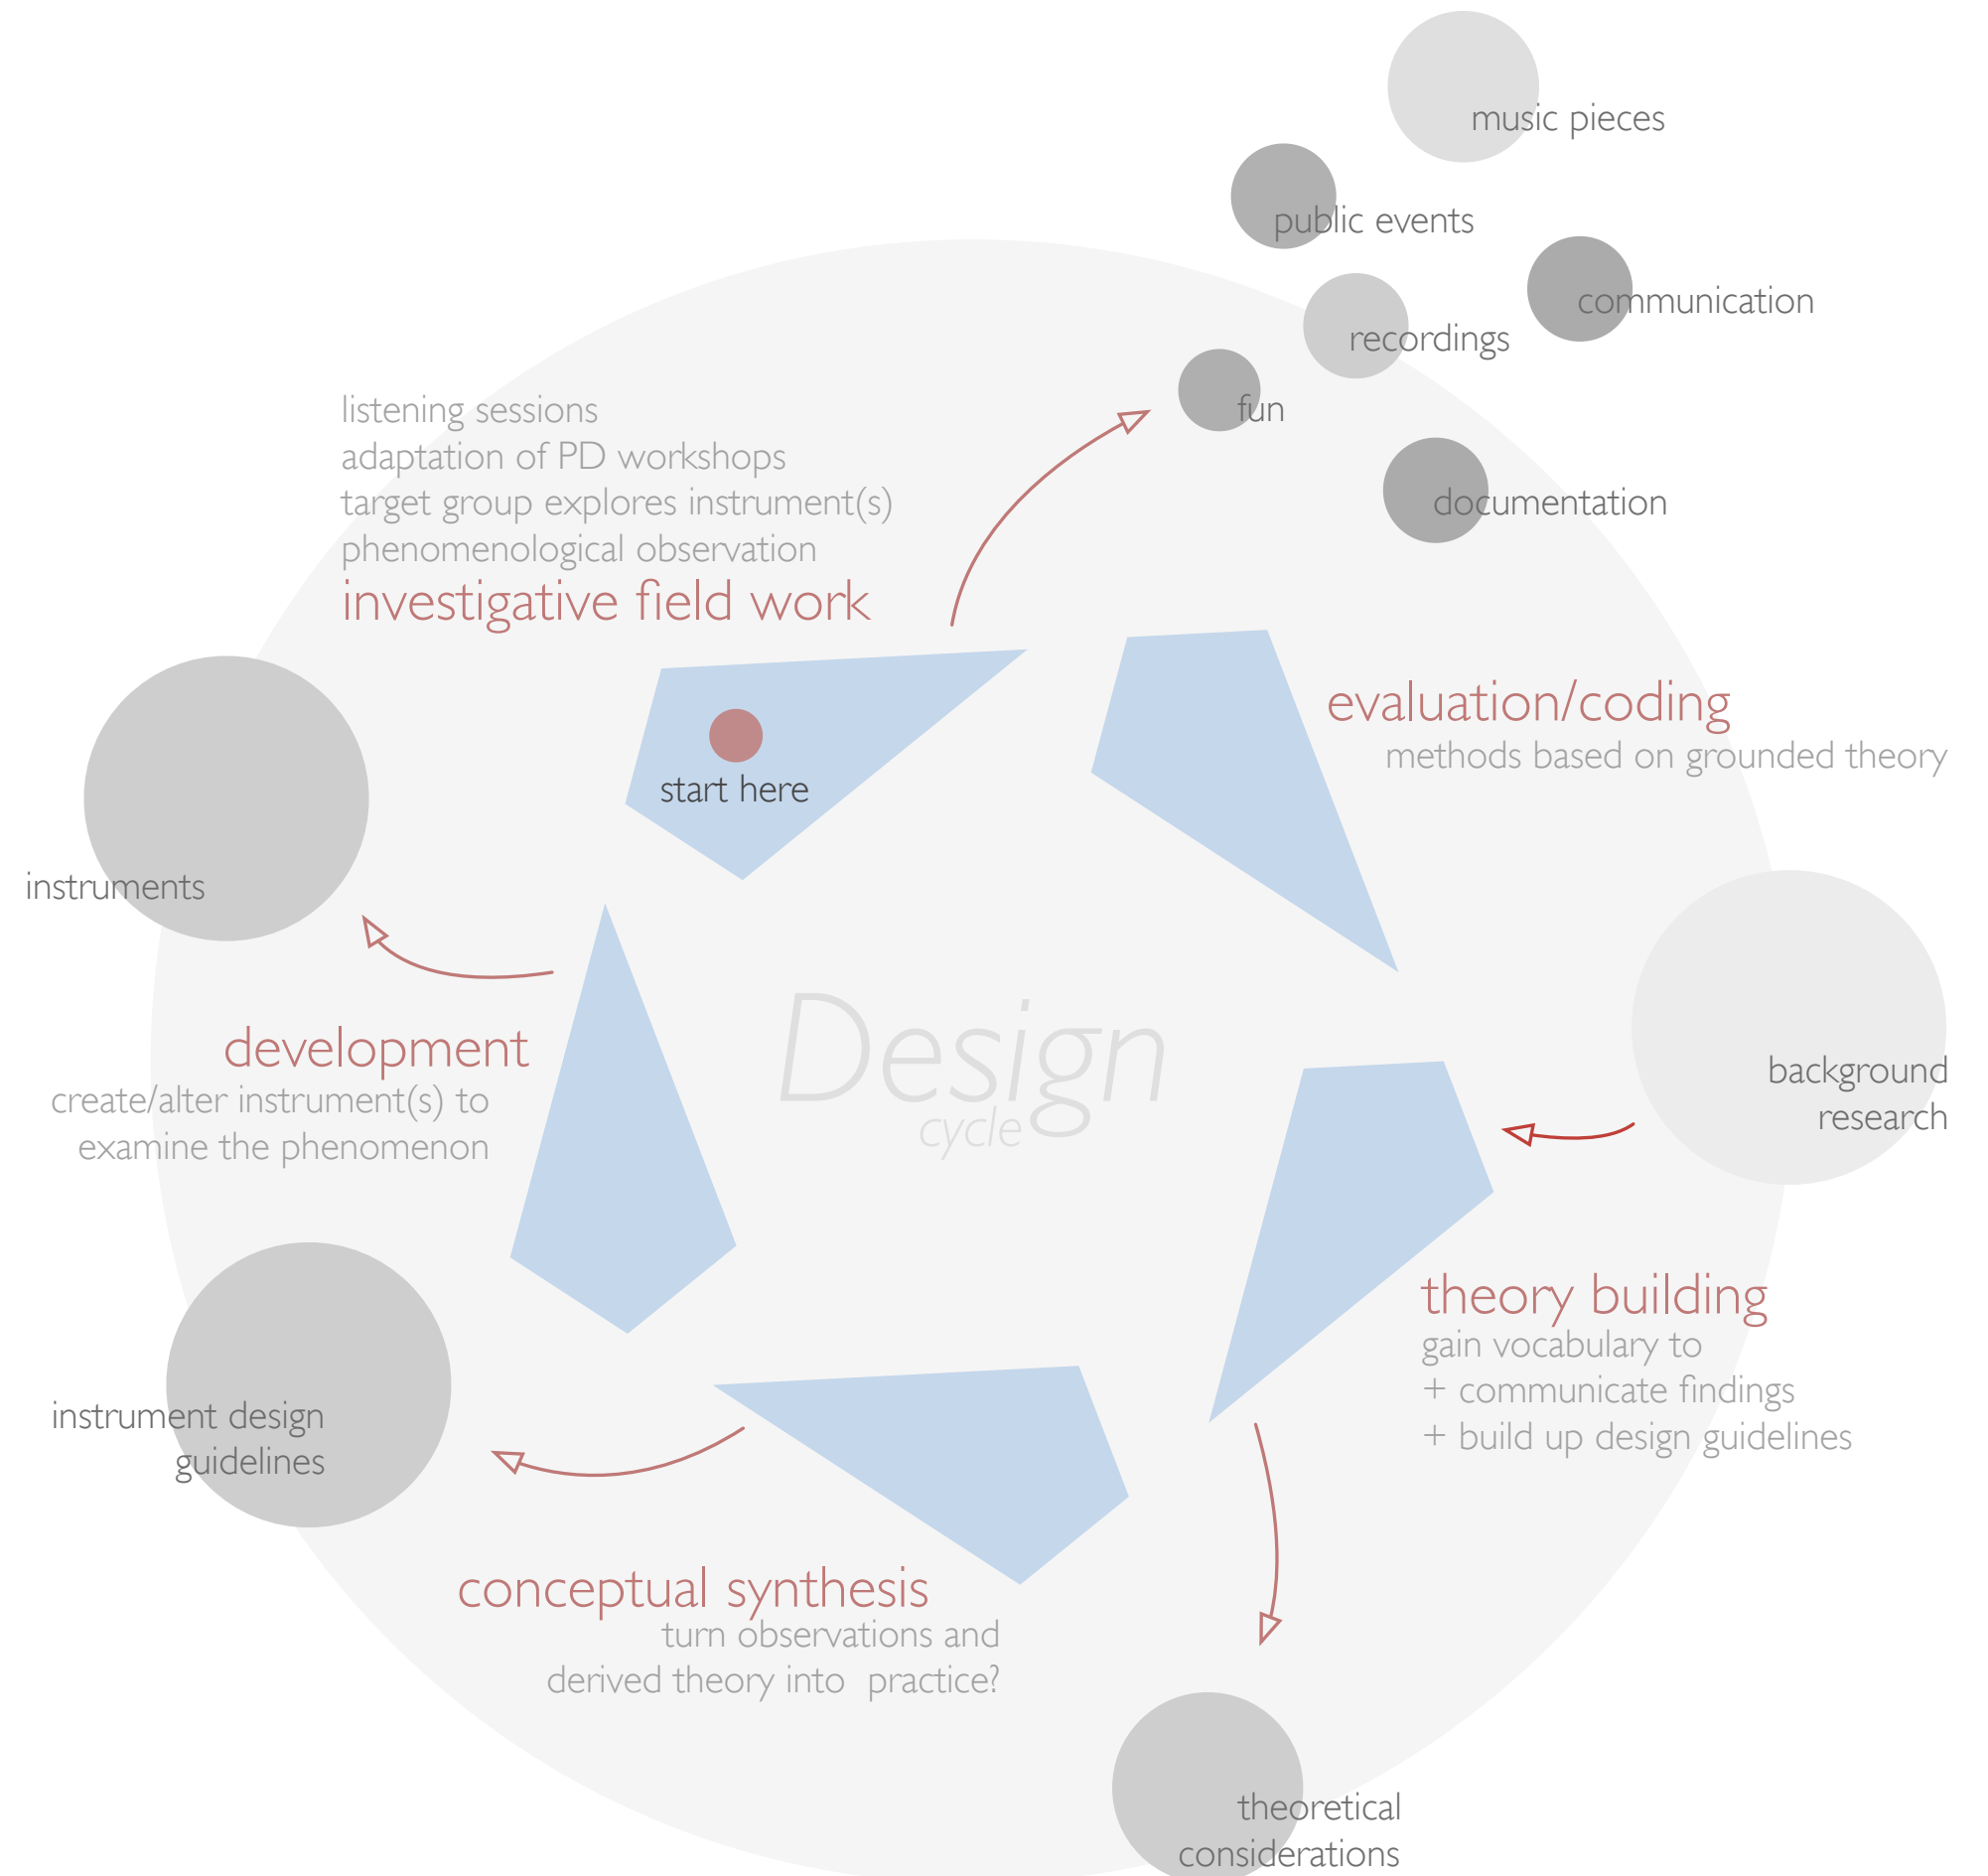 music pieces
public events
communication
recordings
fun
documentation
listening sessions
adaptation of PD workshops
target group explores instrument(s)
phenomenological observation
investigative field work
start here
evaluation/coding
methods based on grounded theory
instruments
development
create/alter instrument(s) to
examine the phenomenon
Design
cycle
background
research
theory building
gain vocabulary to
+ communicate findings
+ build up design guidelines
instrument design
guidelines
conceptual synthesis
turn observations and
derived theory into practice?
theoretical
considerations